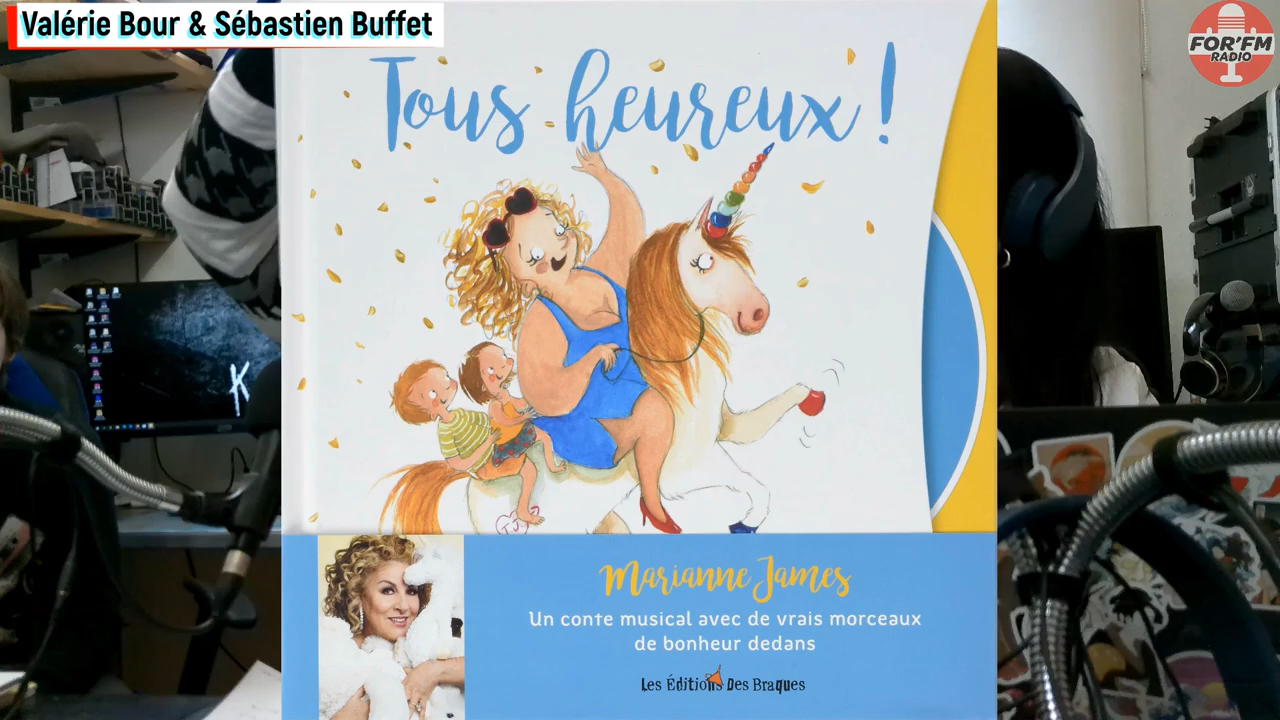 Valérie Bour & Sébastien Buffet
FOR'FM
RADIO
Tous heureux !
K
Marianne James
Un conte musical avec de vrais morceaux
de bonheur dedans
Les Éditions Des Braques